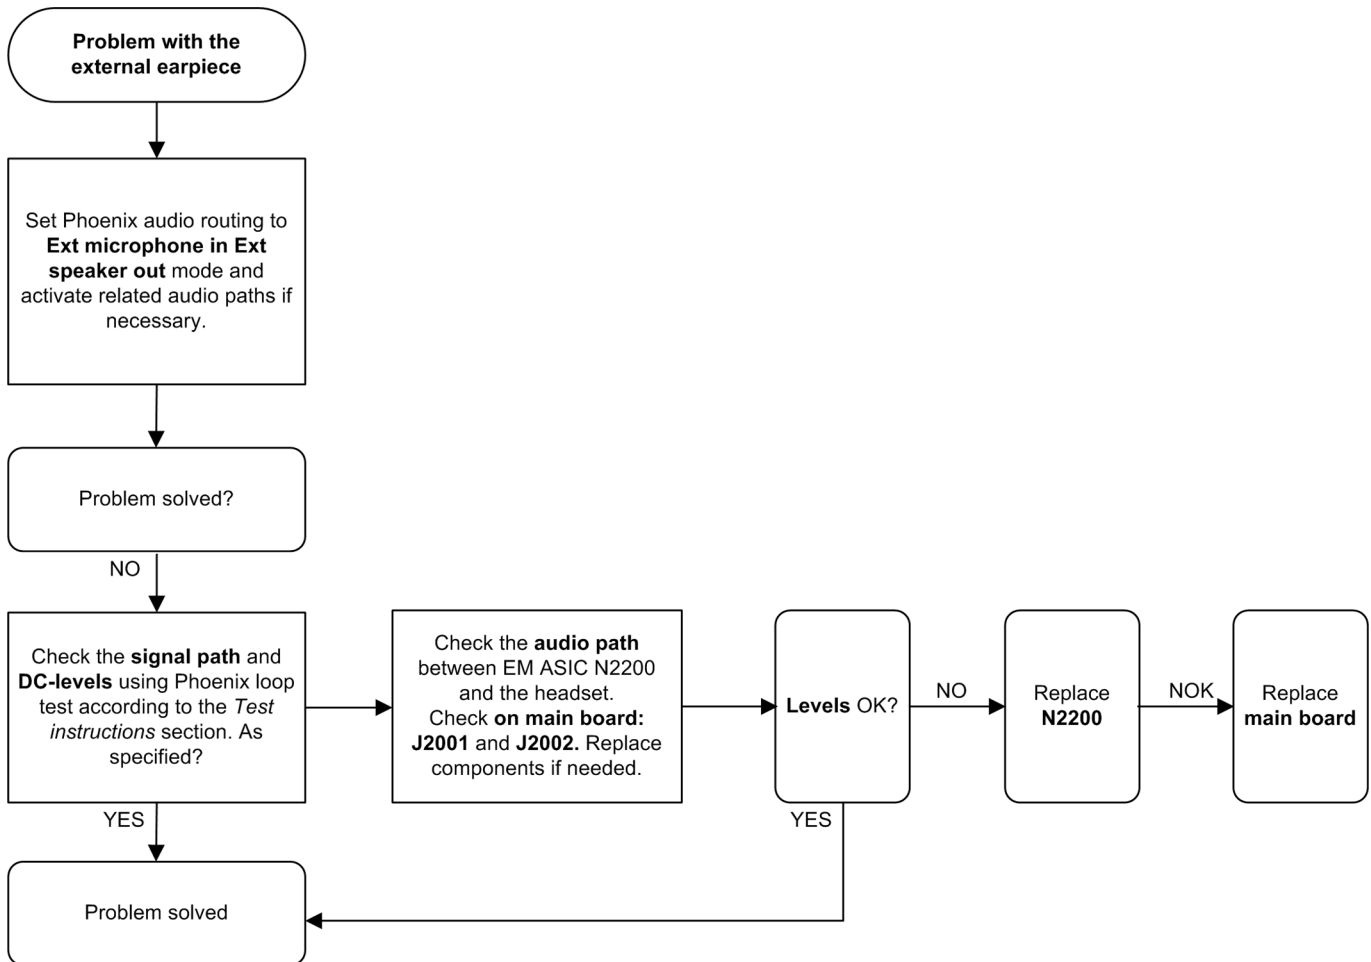 Problem with the
external earpiece
Set Phoenix audio routing to
Ext microphone in Ext
speaker out mode and
activate related audio paths if
necessary.
Problem solved?
NO
Check the signal path and
DC-levels using Phoenix loop
test according to the Test
instructions section. As
specified?
Check the audio path
between EM ASIC N2200
and the headset.
Check on main board:
J2001 and J2002. Replace
components if needed.
Levels OK?
NO
Replace
N2200
NOK
Replace
main board
YES
YES
Problem solved